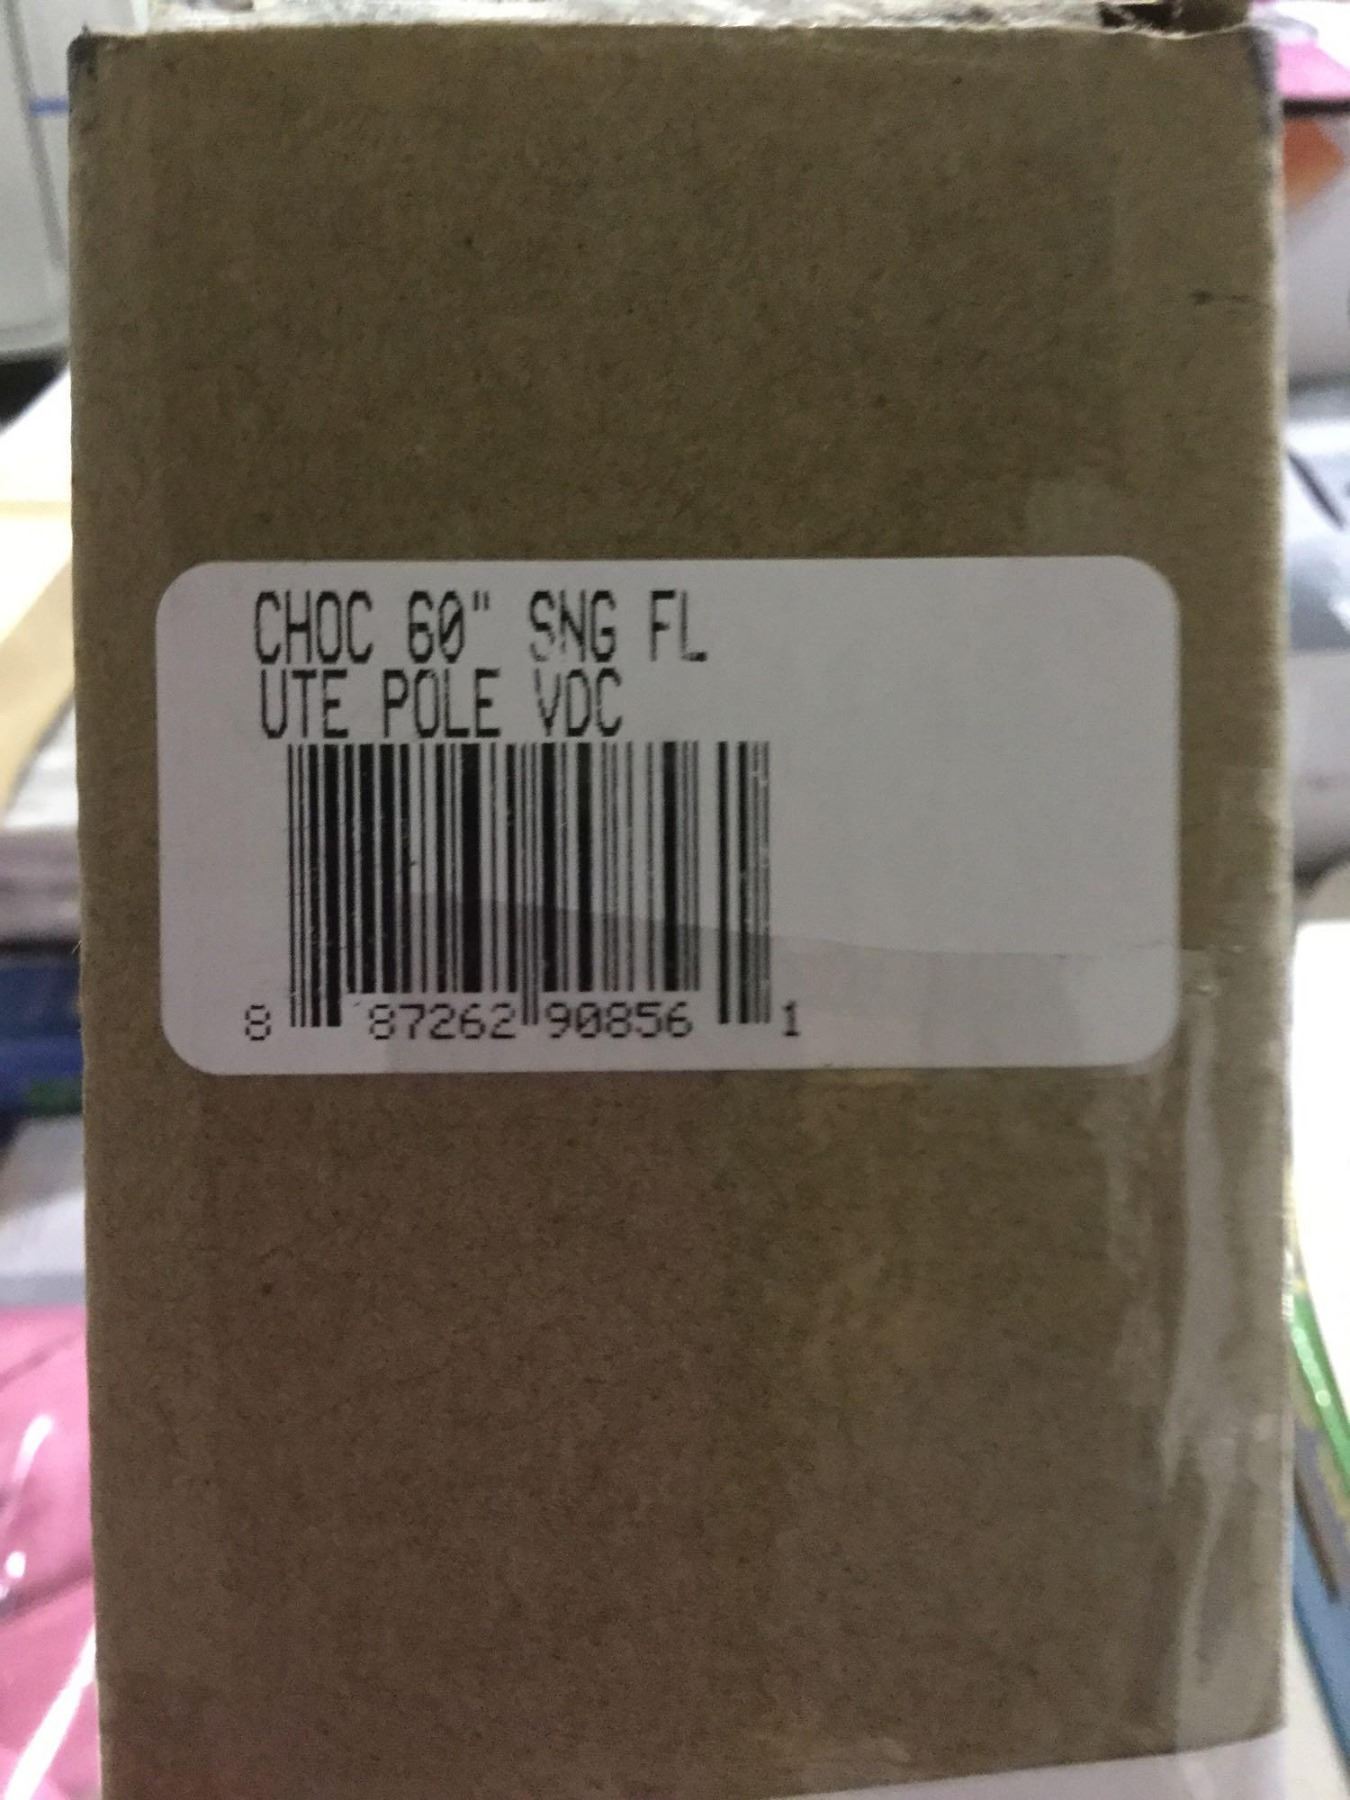 CHOC 60" SNG FL
UTE POLE VDC
8 87262 90856 1